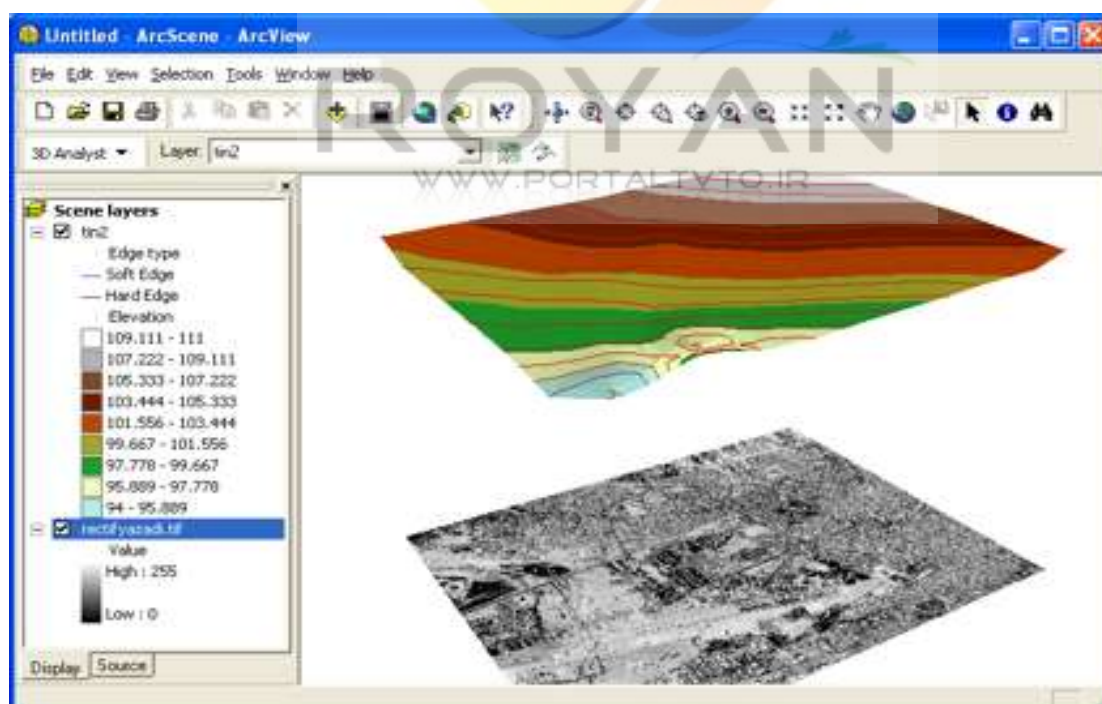 Untitled - ArcScene - ArcView
File Edit View Selection Tools Window Help
3D Analyst Layer: tin2
ROYAN
WWW.PORTALTVTO.IR
Scene layers
tin2
Edge type
Soft Edge
Hard Edge
Elevation
109.111 - 111
107.222 - 109.111
105.333 - 107.222
103.444 - 105.333
101.556 - 103.444
99.667 - 101.556
97.778 - 99.667
95.889 - 97.778
94 - 95.889
rectifyazadi.tif
Value
High : 255
Low : 0
Display Source